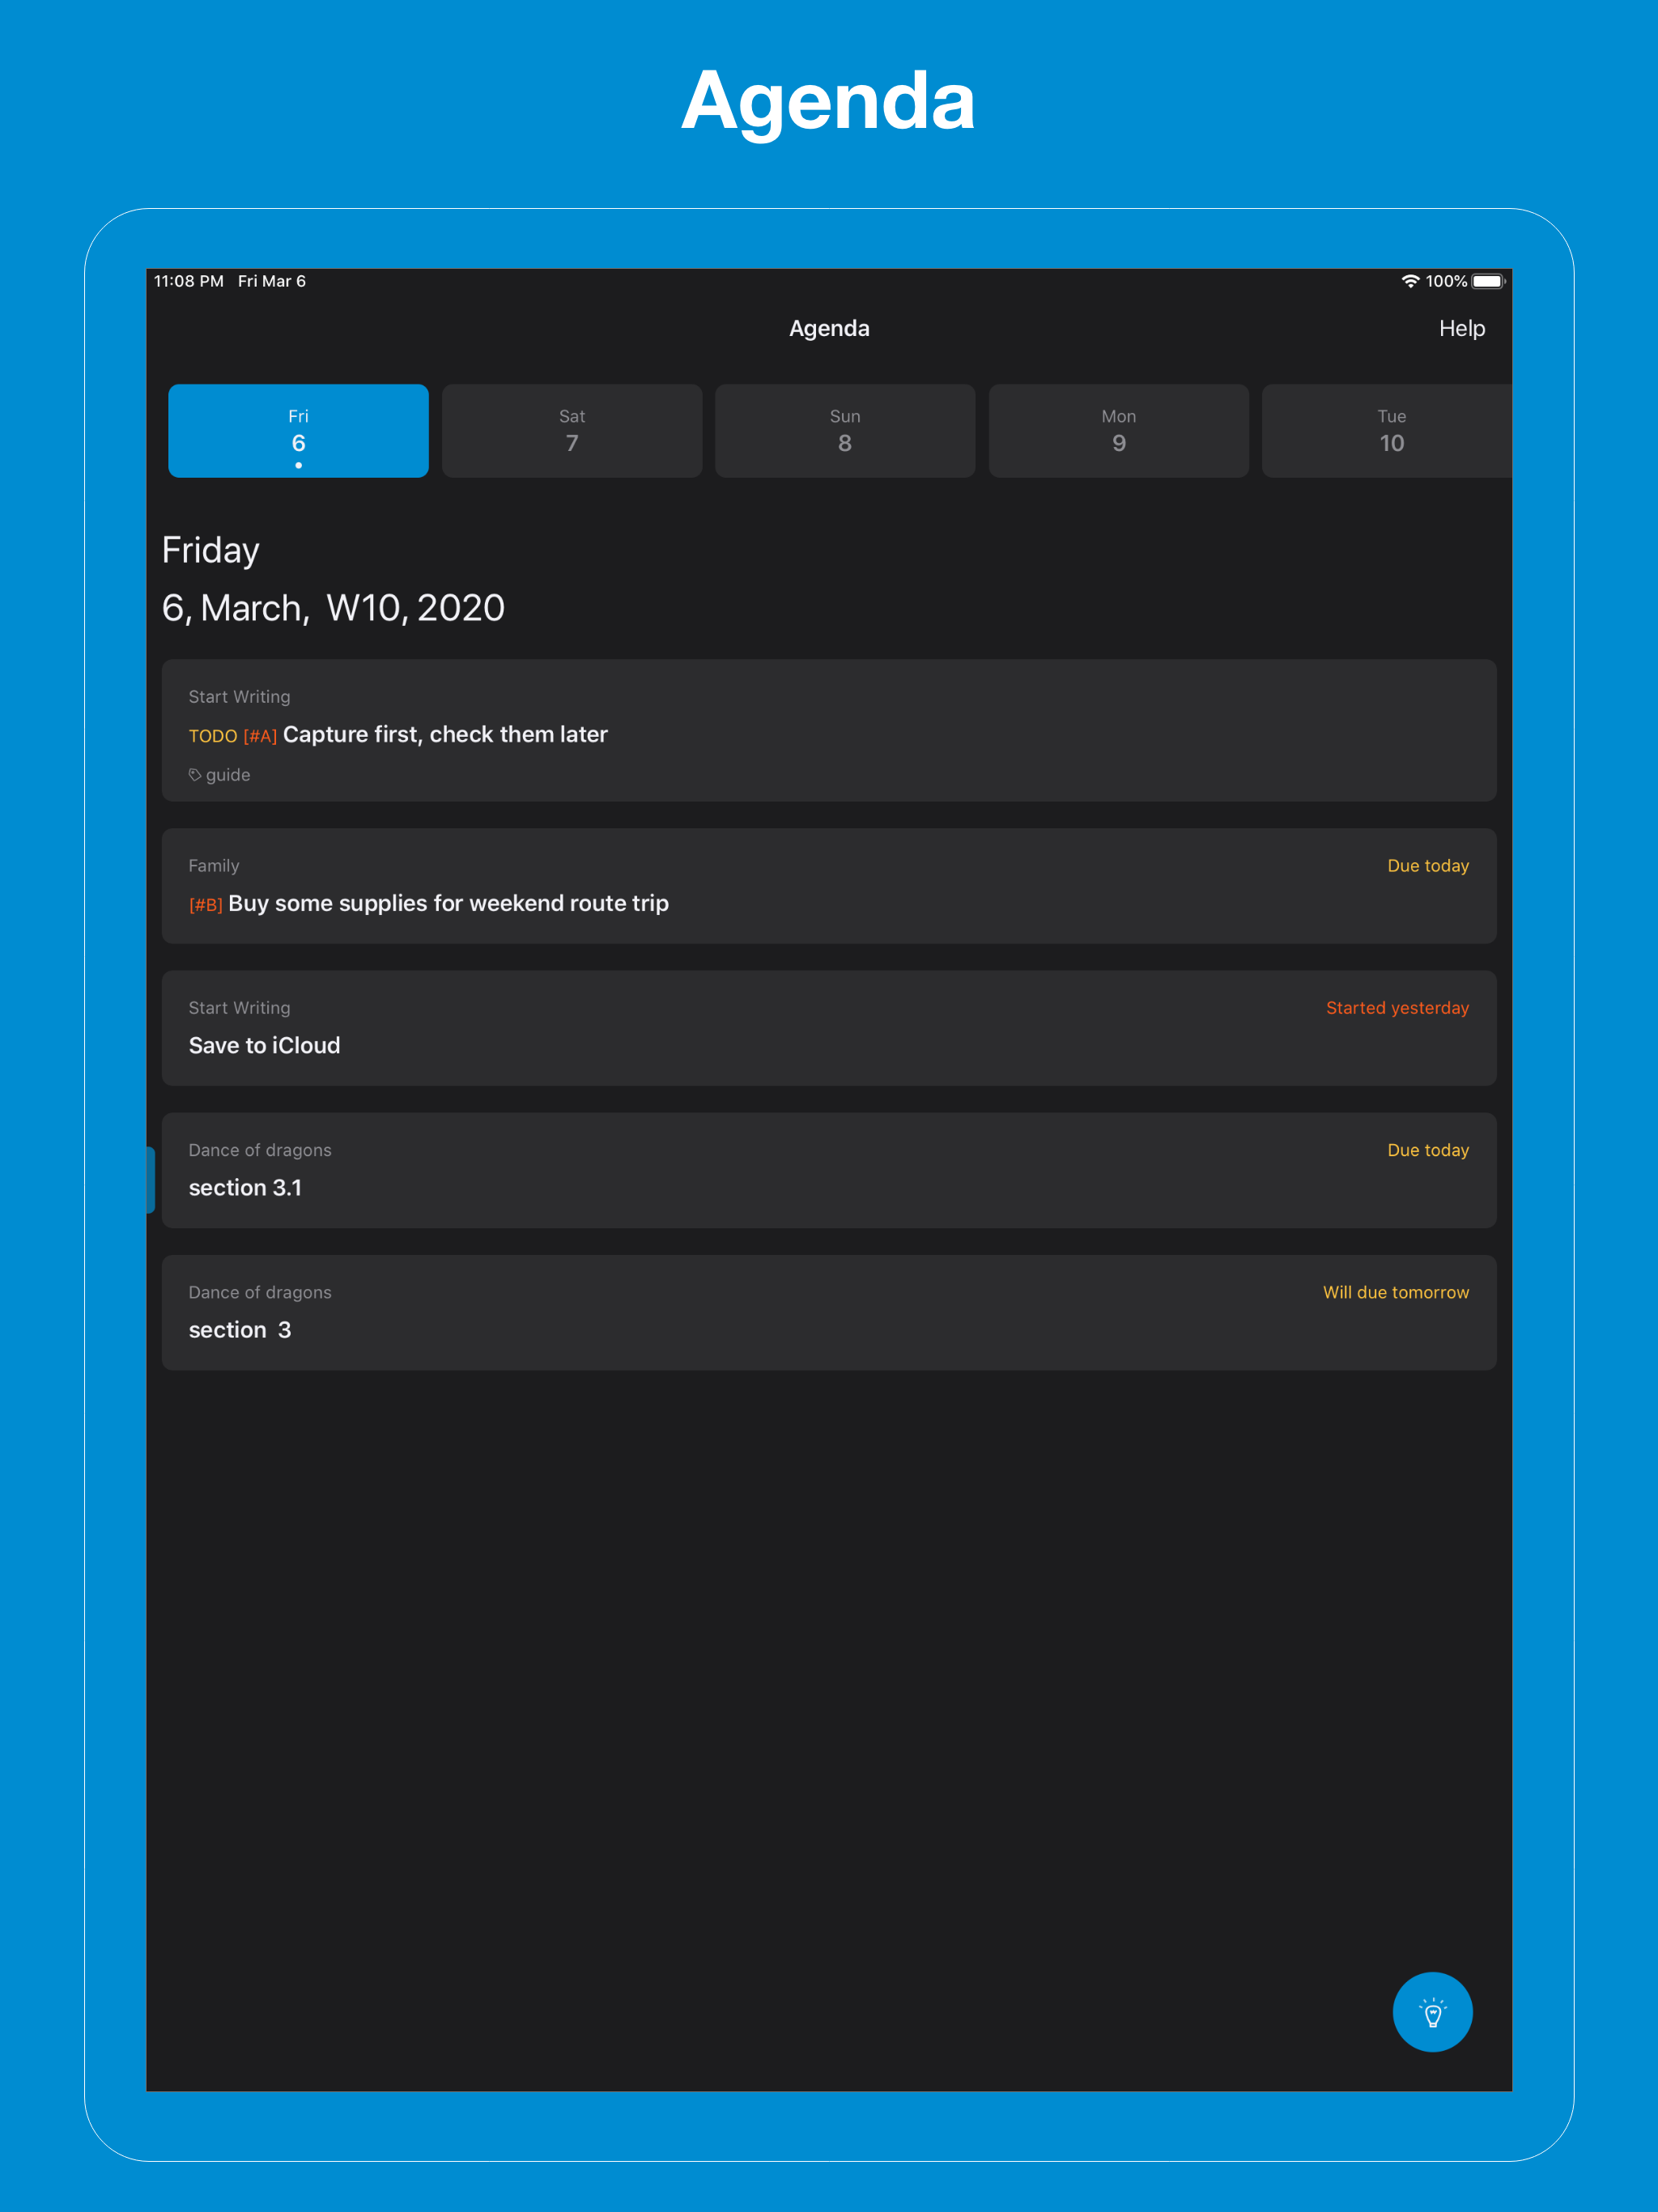 Agenda
11:08 PM Fri Mar 6
100%
Agenda
Help
Fri
6
Sat
7
Sun
8
Mon
9
Tue
10
Friday
6, March, W10, 2020
Start Writing
TODO [#A] Capture first, check them later
guide
Family
Due today
[#B] Buy some supplies for weekend route trip
Start Writing
Started yesterday
Save to iCloud
Dance of dragons
Due today
section 3.1
Dance of dragons
Will due tomorrow
section 3